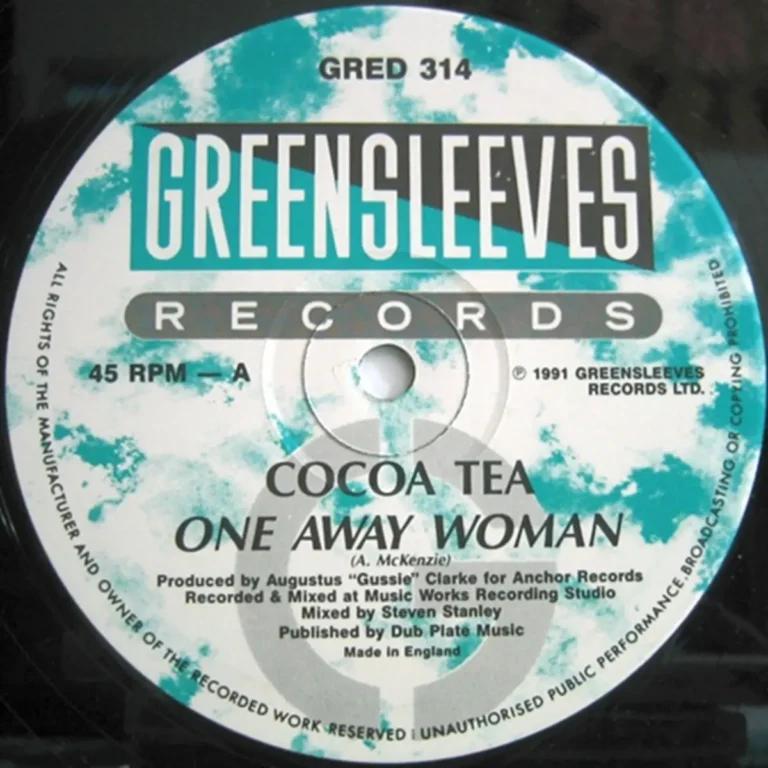 GRED 314
GREENSLEEVES
RECORDS
45 RPM — A
℗ 1991 GREENSLEEVES
RECORDS LTD.
COCOA TEA
ONE AWAY WOMAN
(A. McKenzie)
Produced by Augustus "Gussie" Clarke for Anchor Records
Recorded & Mixed at Music Works Recording Studio
Mixed by Steven Stanley
Published by Dub Plate Music
Made in England
ALL RIGHTS OF THE MANUFACTURER AND OWNER OF THE RECORDED WORK RESERVED | UNAUTHORISED PUBLIC PERFORMANCE, BROADCASTING OR COPYING PROHIBITED